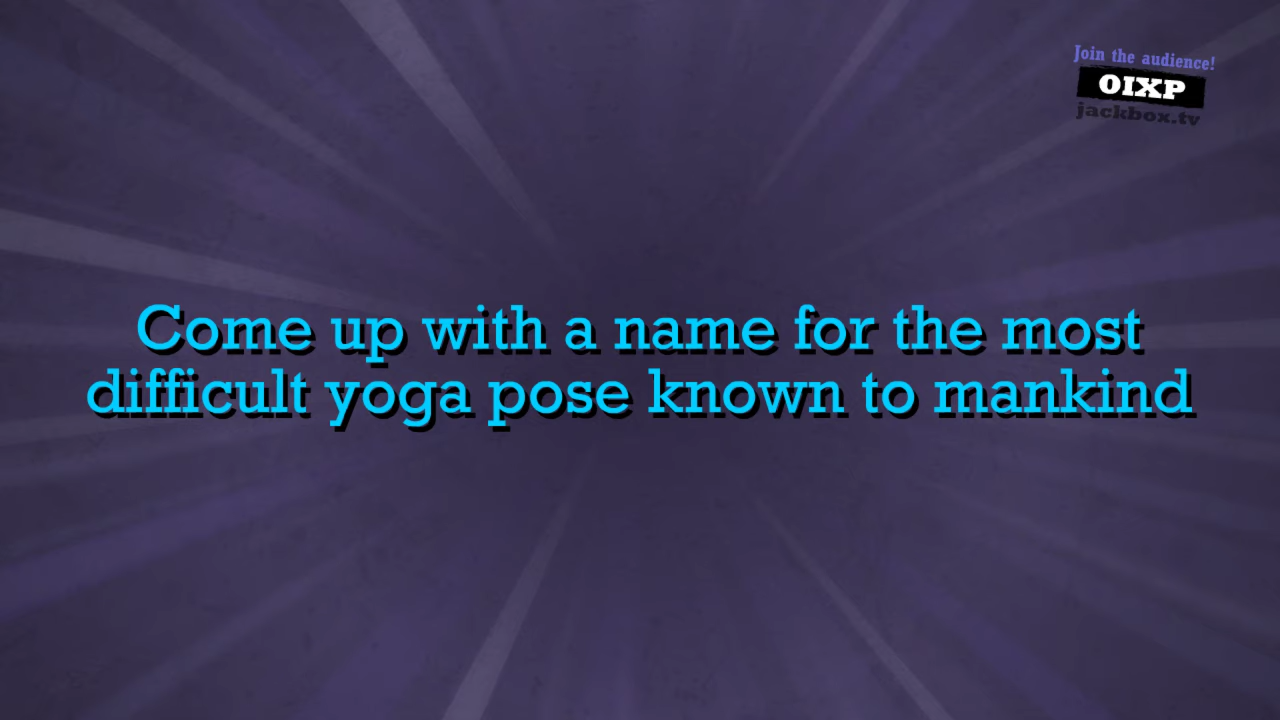 Join the audience!
OIXP
jackbox.tv
Come up with a name for the most
difficult yoga pose known to mankind